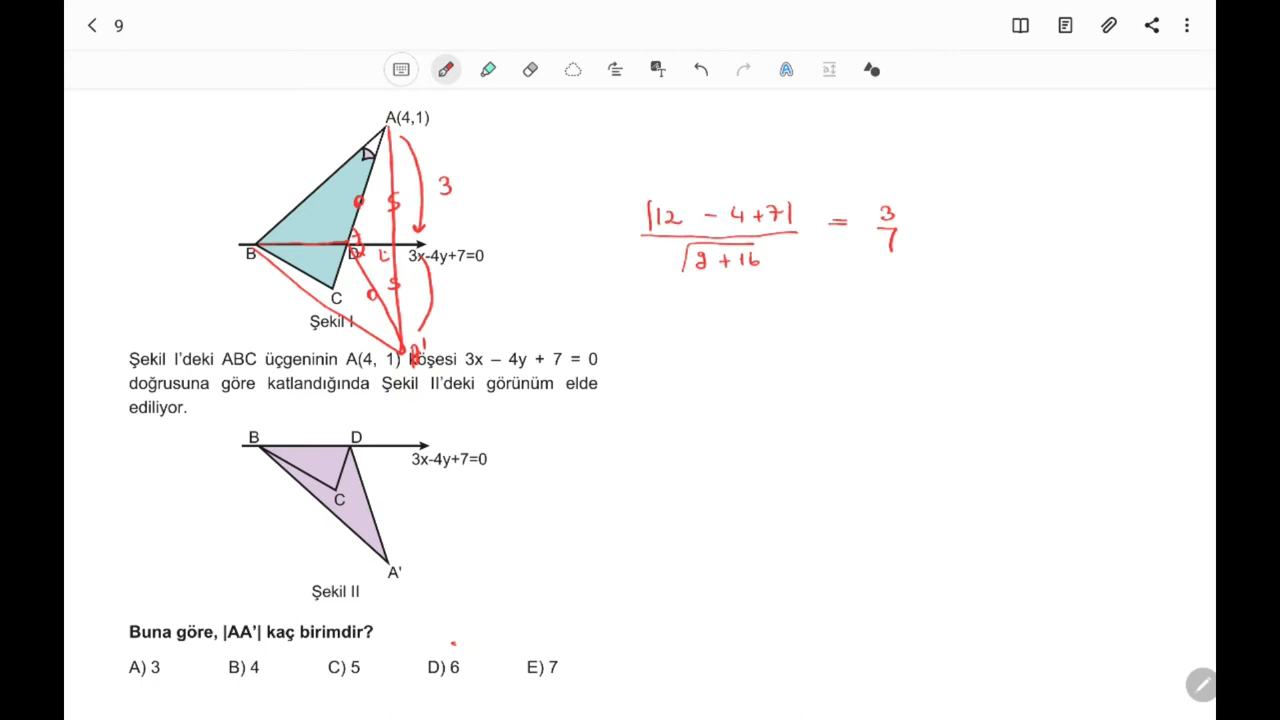 9
A(4,1)
3
B
D
3x-4y+7=0
C
Şekil I
A'
|12 - 4+7|
√9+16
= 3
7
Şekil I'deki ABC üçgeninin A(4, 1) köşesi 3x – 4y + 7 = 0
doğrusuna göre katlandığında Şekil II'deki görünüm elde
ediliyor.
B
D
3x-4y+7=0
C
A'
Şekil II
Buna göre, |AA'| kaç birimdir?
A) 3 B) 4 C) 5 D) 6 E) 7